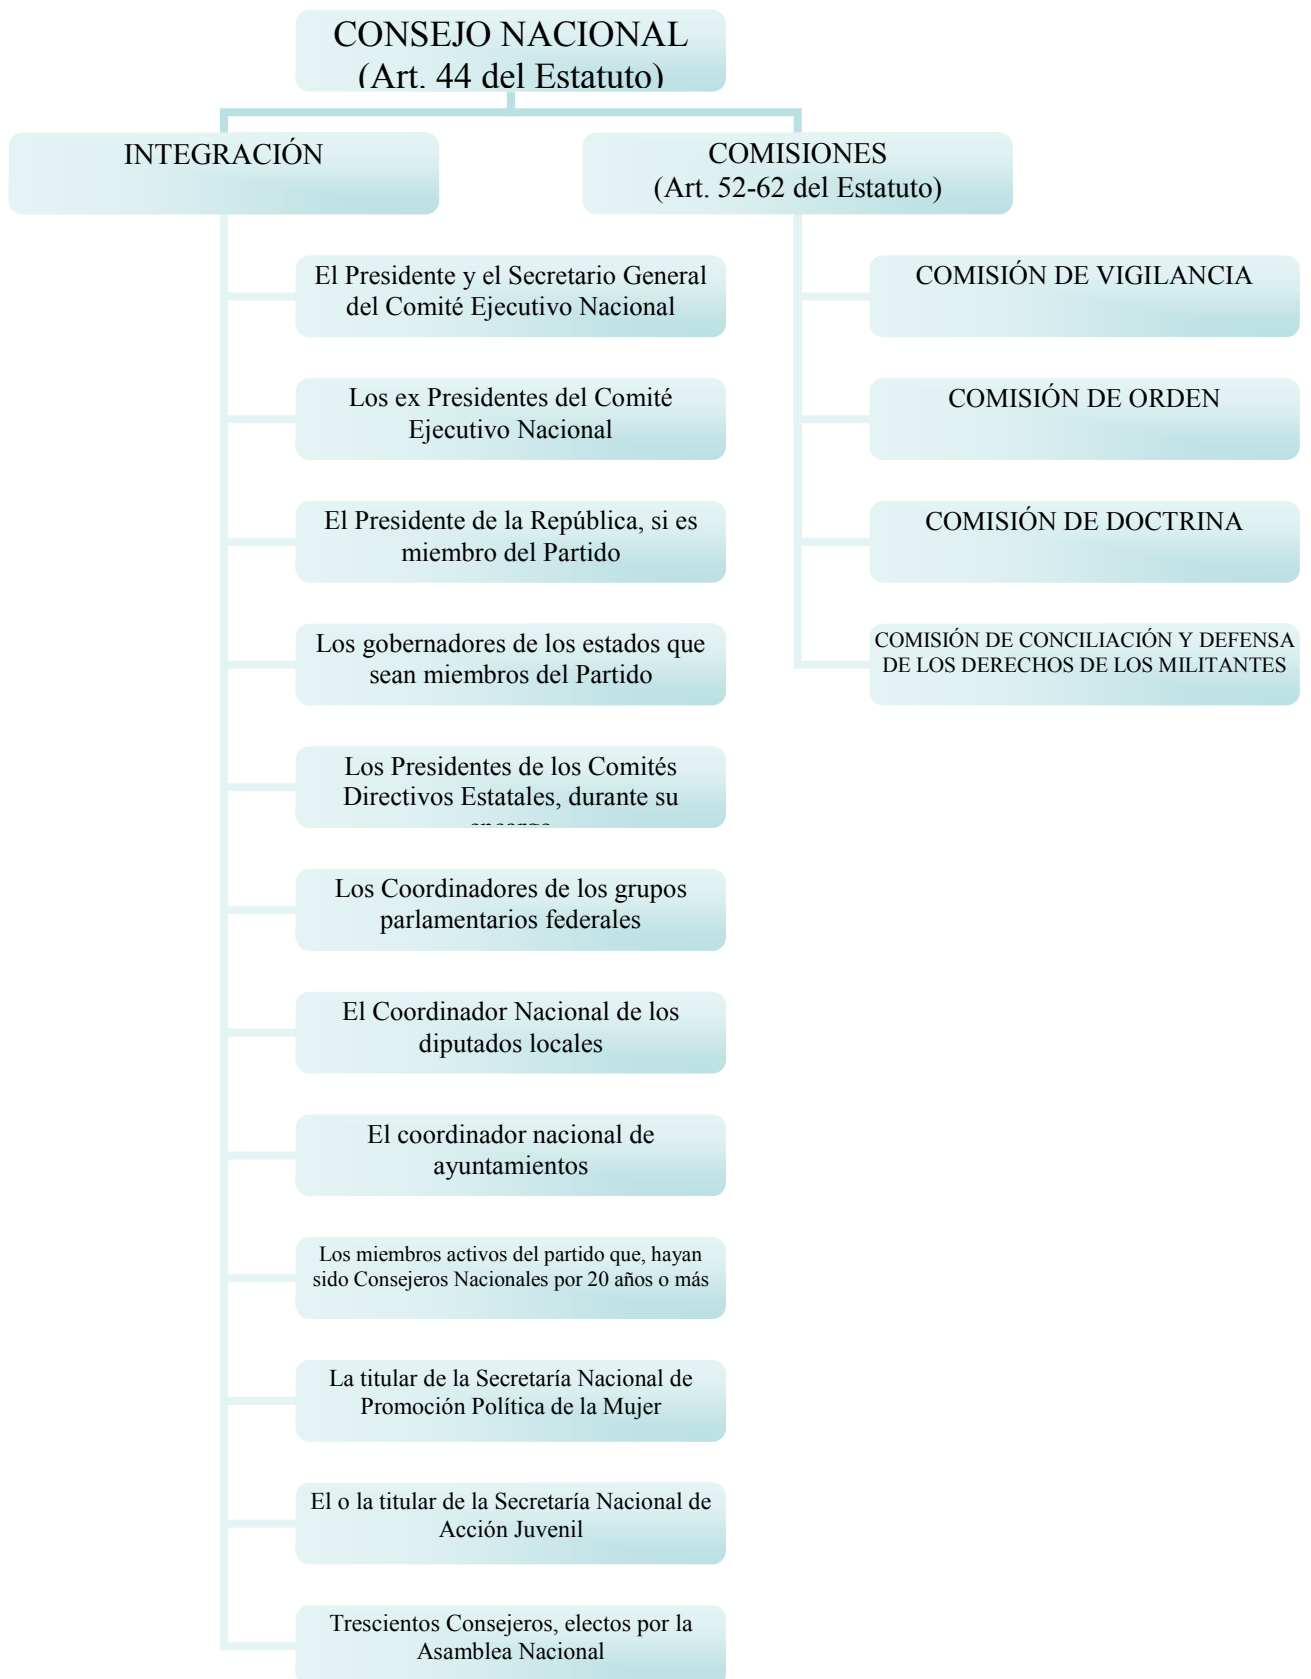 CONSEJO NACIONAL
(Art. 44 del Estatuto)
INTEGRACIÓN
COMISIONES
(Art. 52-62 del Estatuto)
El Presidente y el Secretario General
del Comité Ejecutivo Nacional
Los ex Presidentes del Comité
Ejecutivo Nacional
El Presidente de la República, si es
miembro del Partido
Los gobernadores de los estados que
sean miembros del Partido
Los Presidentes de los Comités
Directivos Estatales, durante su
Los Coordinadores de los grupos
parlamentarios federales
El Coordinador Nacional de los
diputados locales
El coordinador nacional de
ayuntamientos
Los miembros activos del partido que, hayan
sido Consejeros Nacionales por 20 años o más
La titular de la Secretaría Nacional de
Promoción Política de la Mujer
El o la titular de la Secretaría Nacional de
Acción Juvenil
Trescientos Consejeros, electos por la
Asamblea Nacional
COMISIÓN DE VIGILANCIA
COMISIÓN DE ORDEN
COMISIÓN DE DOCTRINA
COMISIÓN DE CONCILIACIÓN Y DEFENSA
DE LOS DERECHOS DE LOS MILITANTES